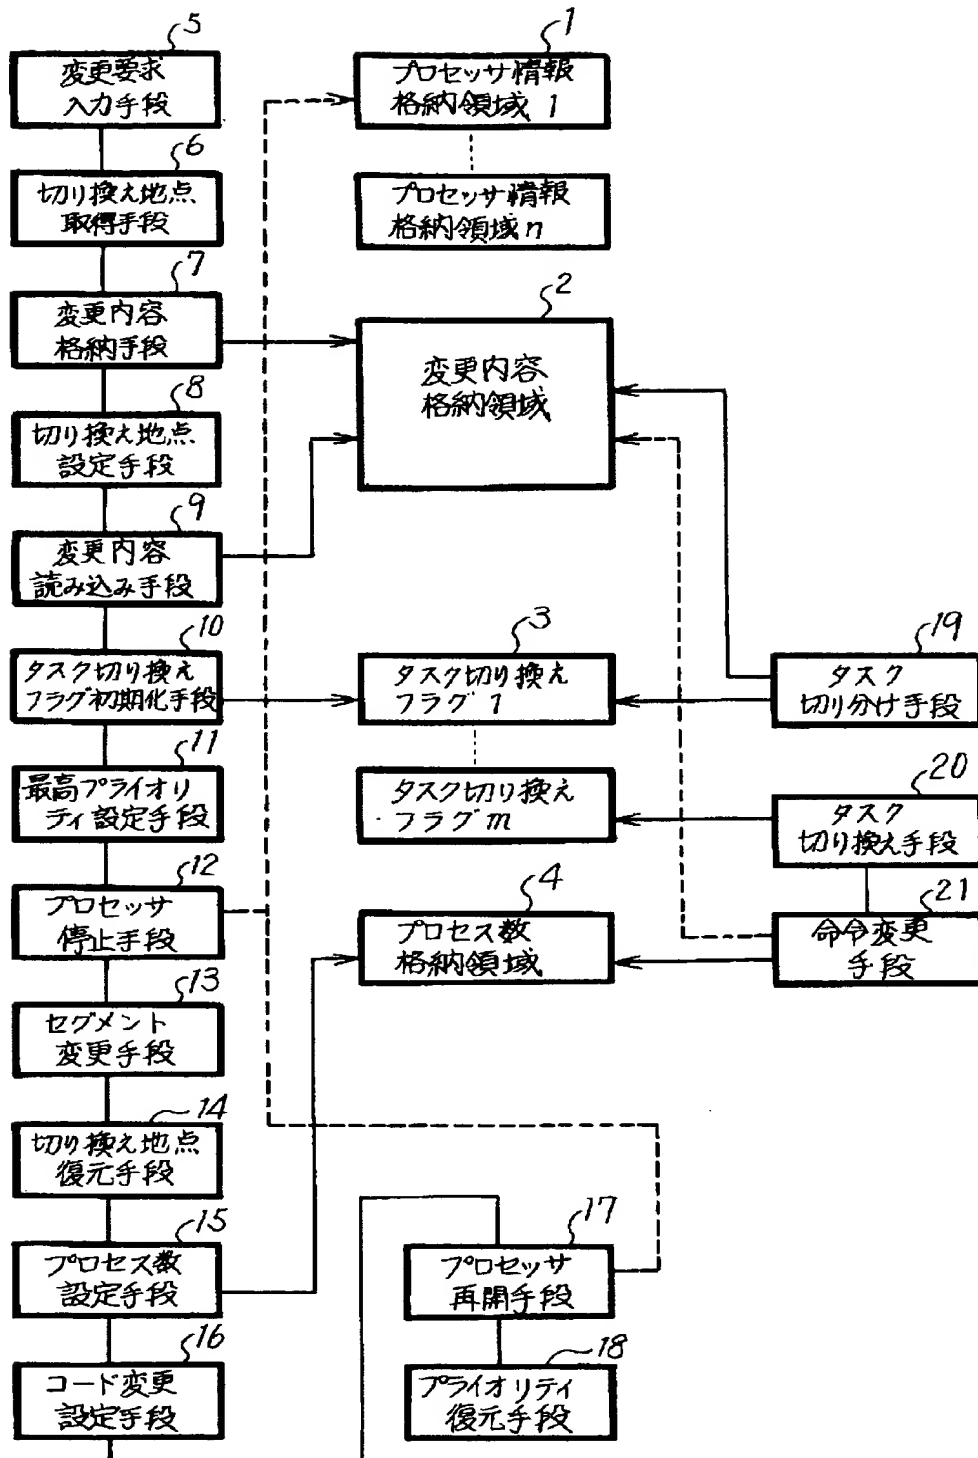 5
変更要求
入力手段
6
切り換え地点
取得手段
7
変更内容
格納手段
8
切り換え地点
設定手段
9
変更内容
読み込み手段
10
タスク切り換え
フラグ初期化手段
11
最高プライオリ
ティ設定手段
12
プロセッサ
停止手段
13
セグメント
変更手段
14
切り換え地点
復元手段
15
プロセス数
設定手段
16
コード変更
設定手段
1
プロセッサ情報
格納領域 1
プロセッサ情報
格納領域 n
2
変更内容
格納領域
3
タスク切り換え
フラグ 1
タスク切り換え
フラグ m
4
プロセス数
格納領域
17
プロセッサ
再開手段
18
プライオリティ
復元手段
19
タスク
切り分け手段
20
タスク
切り換え手段
21
命令変更
手段